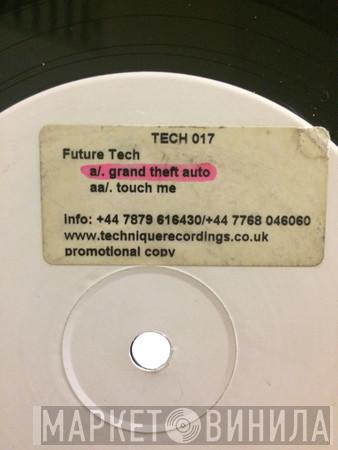 TECH 017
Future Tech
a/. grand theft auto
aa/. touch me
info: +44 7879 616430/+44 7768 046060
www.techniquerecordings.co.uk
promotional copy
МАРКЕТ ВИНИЛА